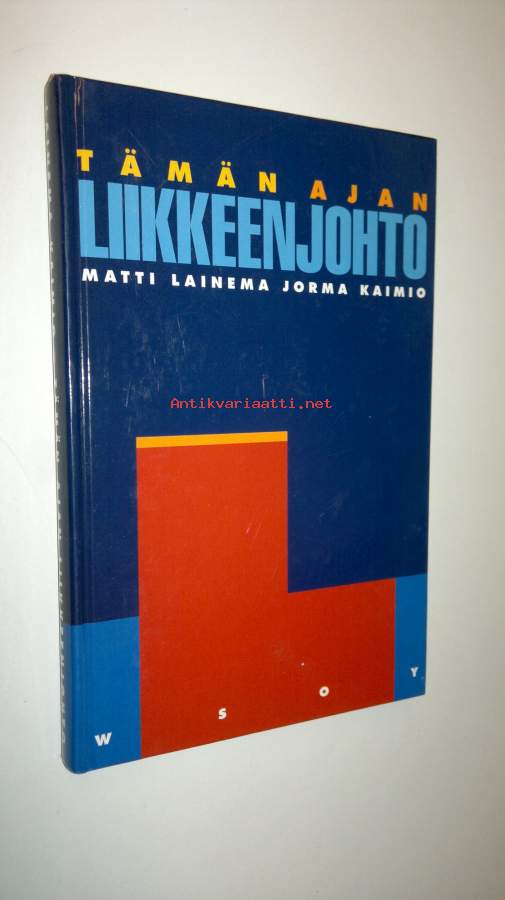 TÄMÄN AJAN
LIIKKEENJOHTO
MATTI LAINEMA JORMA KAIMIO
Antikvariaatti.net
W S O Y